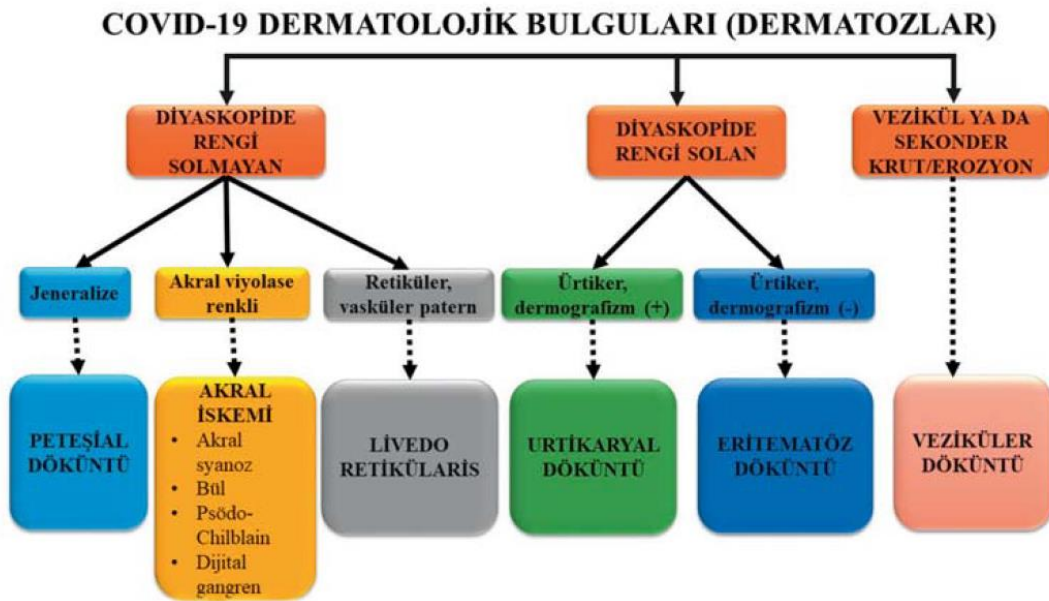 COVID-19 DERMATOLOJİK BULGULARI (DERMATOZLAR)
DİYASKOPİDE
RENGİ
SOLMAYAN
DİYASKOPİDE
RENGİ SOLAN
VEZİKÜL YA DA
SEKONDER
KRUT/EROZYON
Jeneralize
Akral viyolase
renkli
Retiküler,
vasküler patern
Ürtiker,
dermografizm (+)
Ürtiker,
dermografizm (-)
PETEŞİAL
DÖKÜNTÜ
AKRAL
İSKEMİ
• Akral
syanoz
• Bül
• Psödo-
Chilblain
• Dijital
gangren
LİVEDO
RETİKÜLARİS
URTİKARYAL
DÖKÜNTÜ
ERİTEMATÖZ
DÖKÜNTÜ
VEZİKÜLER
DÖKÜNTÜ